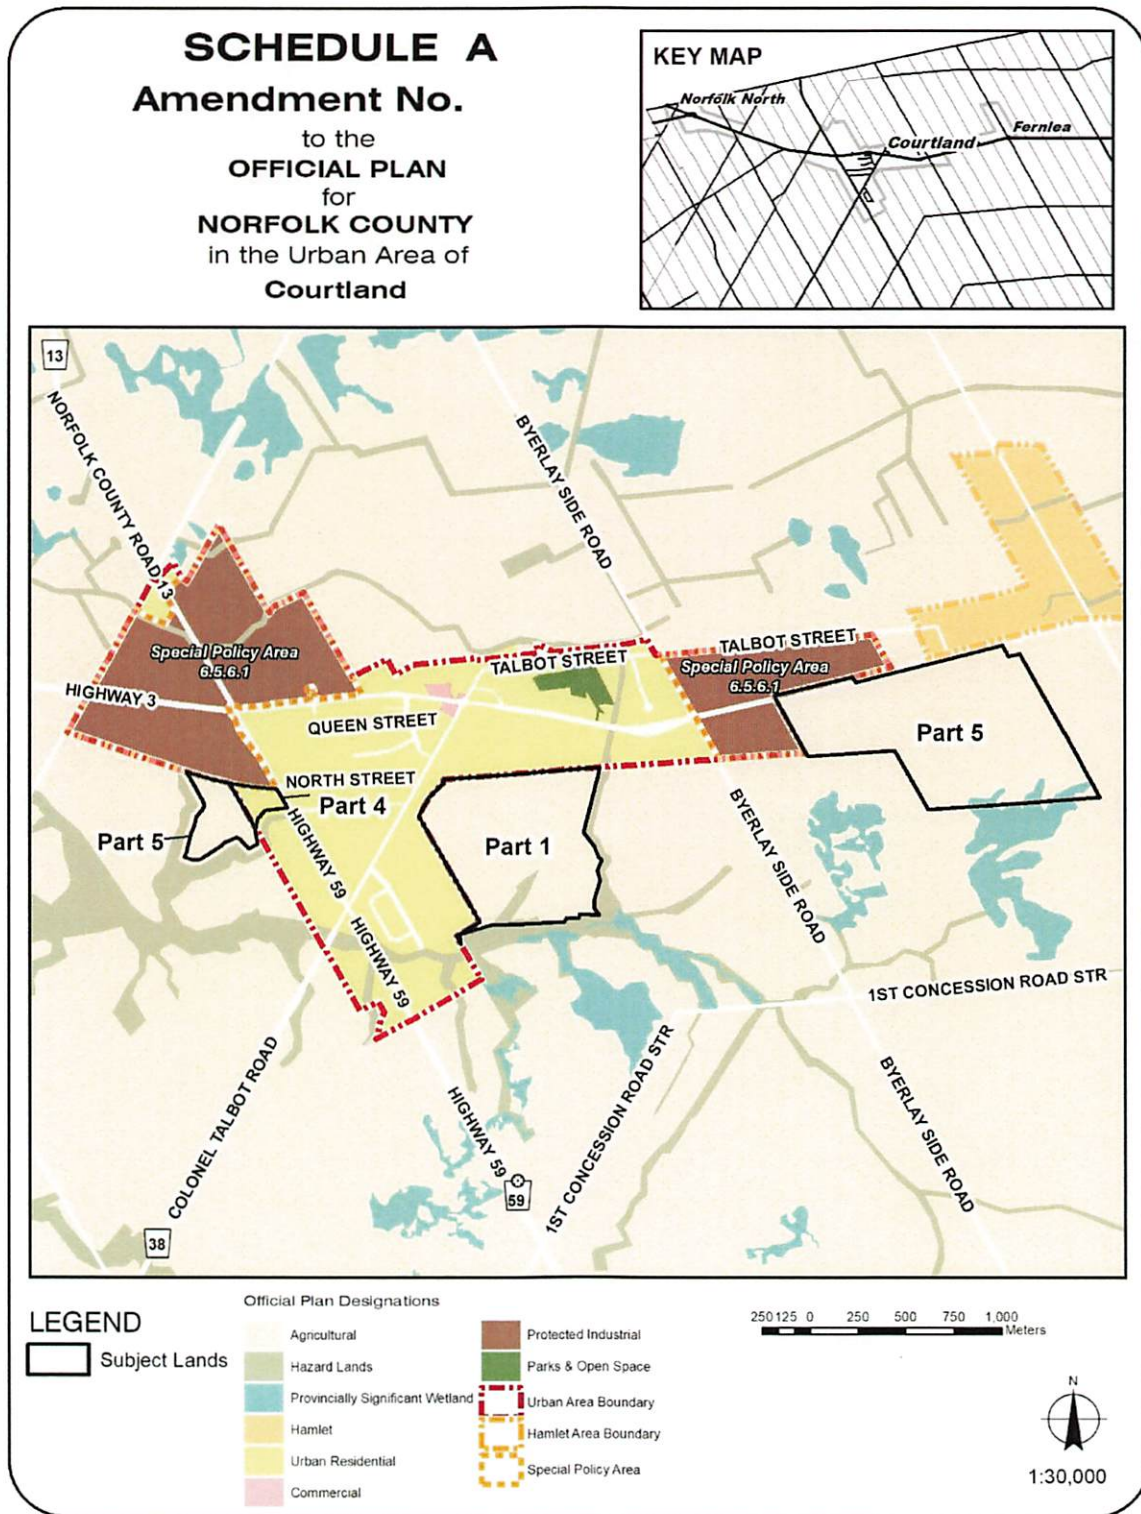 SCHEDULE A
Amendment No.
to the
OFFICIAL PLAN
for
NORFOLK COUNTY
in the Urban Area of
Courtland
KEY MAP
Norfolk North
Courtland
Fernlea
13
NORFOLK COUNTY ROAD 13
BYERLAY SIDE ROAD
Special Policy Area
6.5.6.1
HIGHWAY 3
TALBOT STREET
TALBOT STREET
Special Policy Area
6.5.6.1
QUEEN STREET
Part 5
NORTH STREET
Part 4
Part 5
HIGHWAY 59
Part 1
BYERLAY SIDE ROAD
HIGHWAY 59
1ST CONCESSION ROAD STR
COLONEL TALBOT ROAD
HIGHWAY 59
1ST CONCESSION ROAD STR
BYERLAY SIDE ROAD
59
38
LEGEND
Subject Lands
Official Plan Designations
Agricultural
Hazard Lands
Provincially Significant Wetland
Hamlet
Urban Residential
Commercial
Protected Industrial
Parks & Open Space
Urban Area Boundary
Hamlet Area Boundary
Special Policy Area
250 125 0 250 500 750 1,000
Meters
N
1:30,000